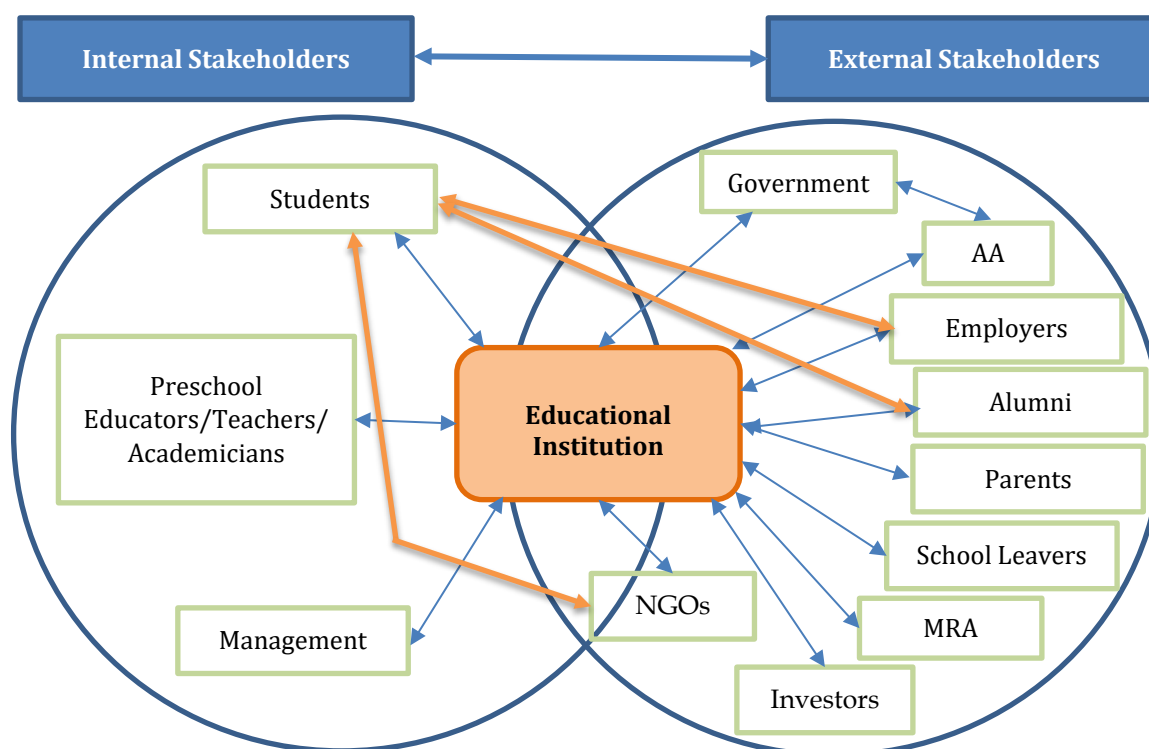 Internal Stakeholders
External Stakeholders
Students
Government
AA
Employers
Preschool
Educators/Teachers/
Academicians
Educational
Institution
Alumni
Parents
School Leavers
NGOs
Management
MRA
Investors